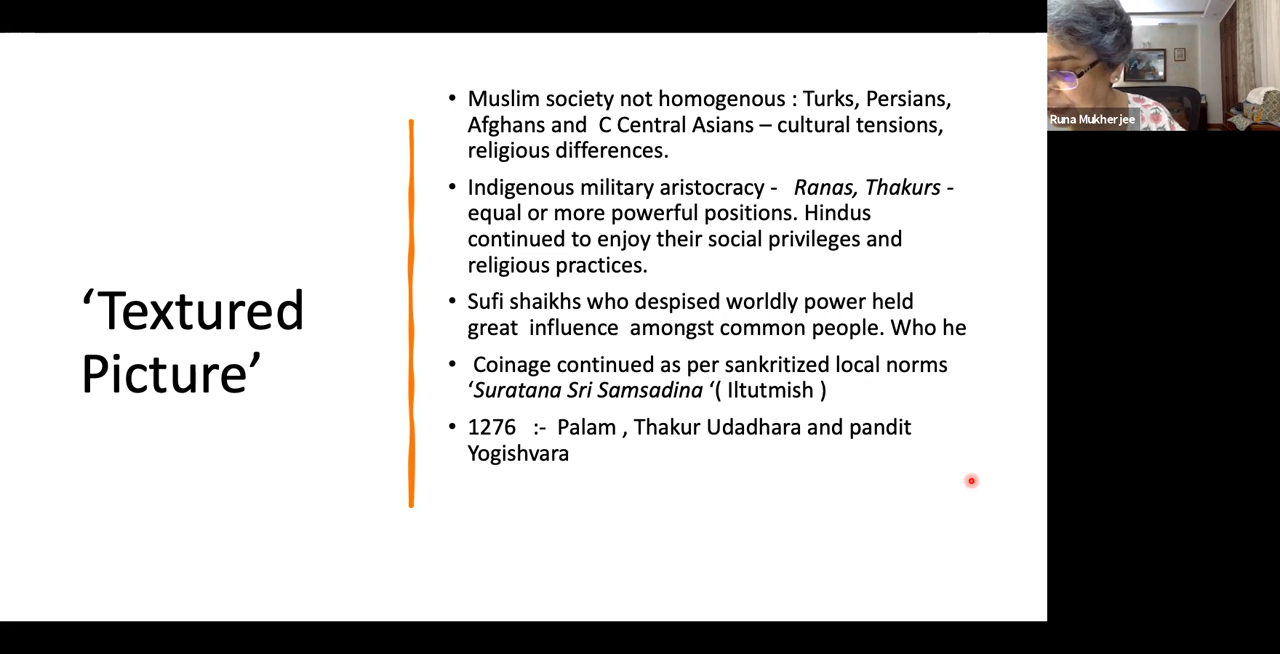 ‘Textured
Picture’
• Muslim society not homogenous : Turks, Persians,
Afghans and C Central Asians – cultural tensions,
religious differences.
• Indigenous military aristocracy - Ranas, Thakurs -
equal or more powerful positions. Hindus
continued to enjoy their social privileges and
religious practices.
• Sufi shaikhs who despised worldly power held
great influence amongst common people. Who he
• Coinage continued as per sankritized local norms
‘Suratana Sri Samsadina ‘( Iltutmish )
• 1276 :- Palam , Thakur Udadhara and pandit
Yogishvara
Runa Mukherjee